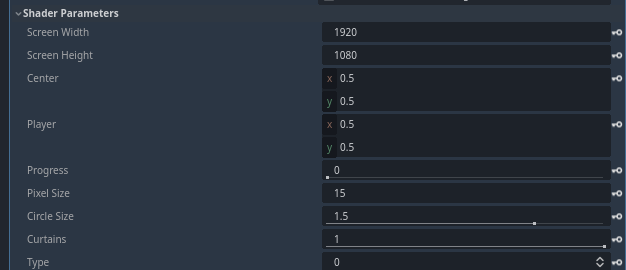 Shader Parameters
Screen Width 1920
Screen Height 1080
Center x 0.5
y 0.5
Player x 0.5
y 0.5
Progress 0
Pixel Size 15
Circle Size 1.5
Curtains 1
Type 0